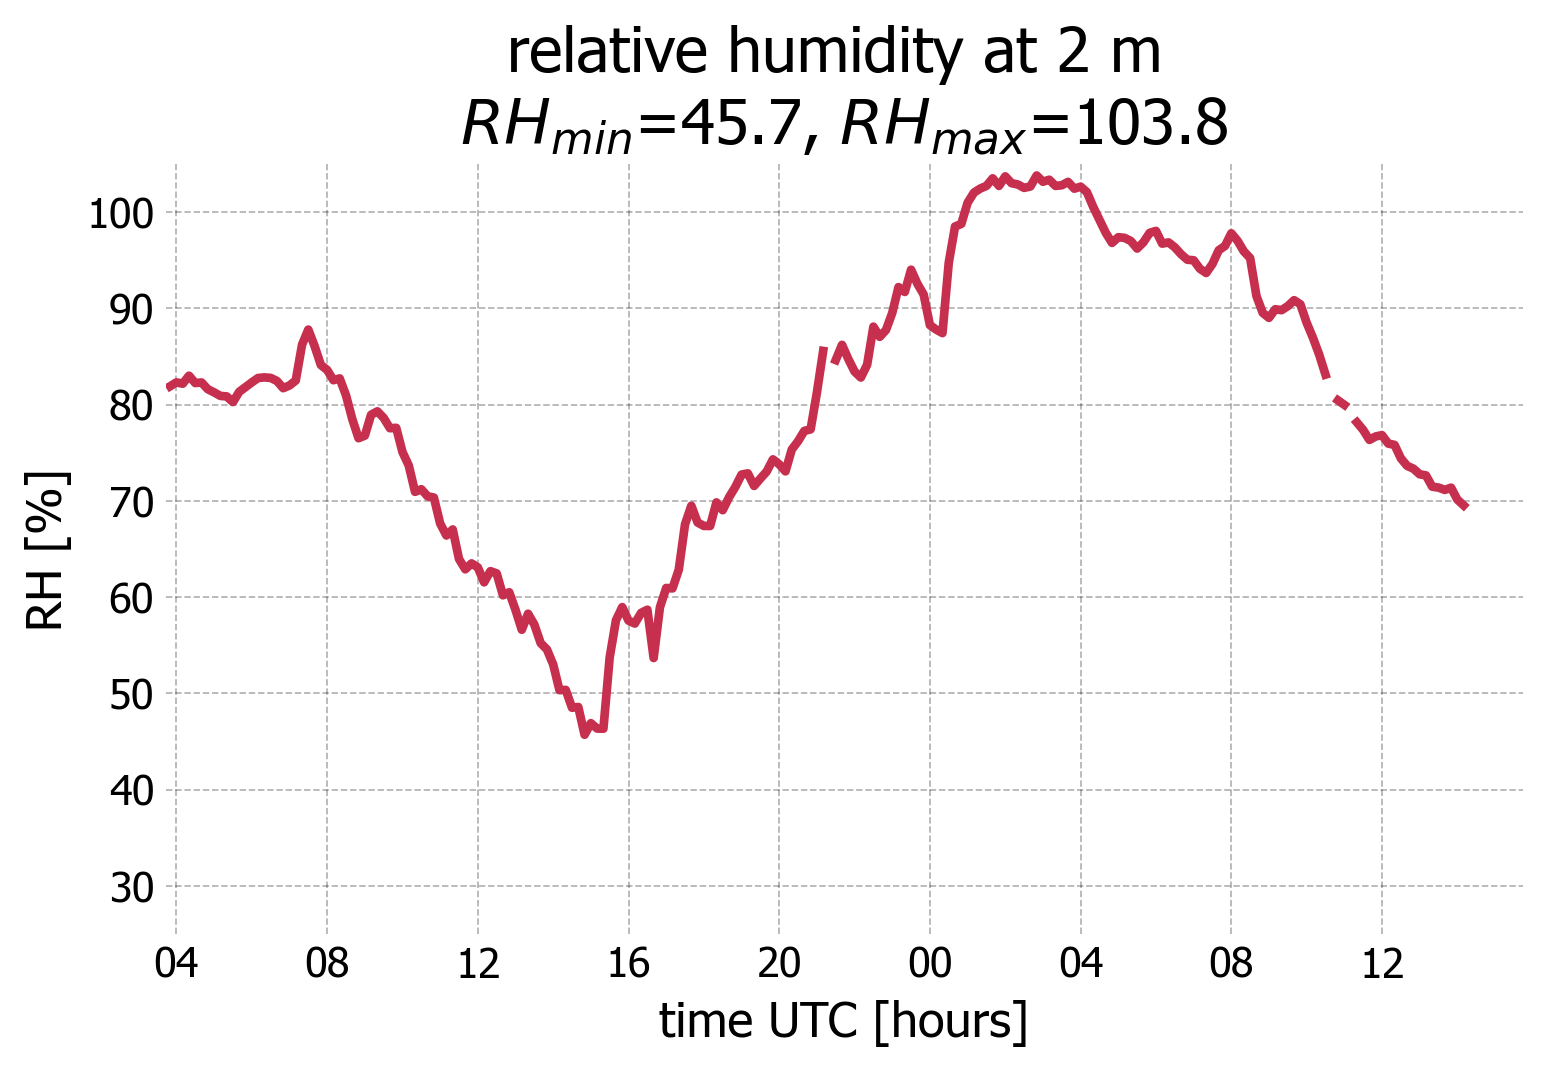 relative humidity at 2 m
RH_min=45.7, RH_max=103.8
100
90
80
70
60
50
40
30
RH [%]
04 08 12 16 20 00 04 08 12
time UTC [hours]